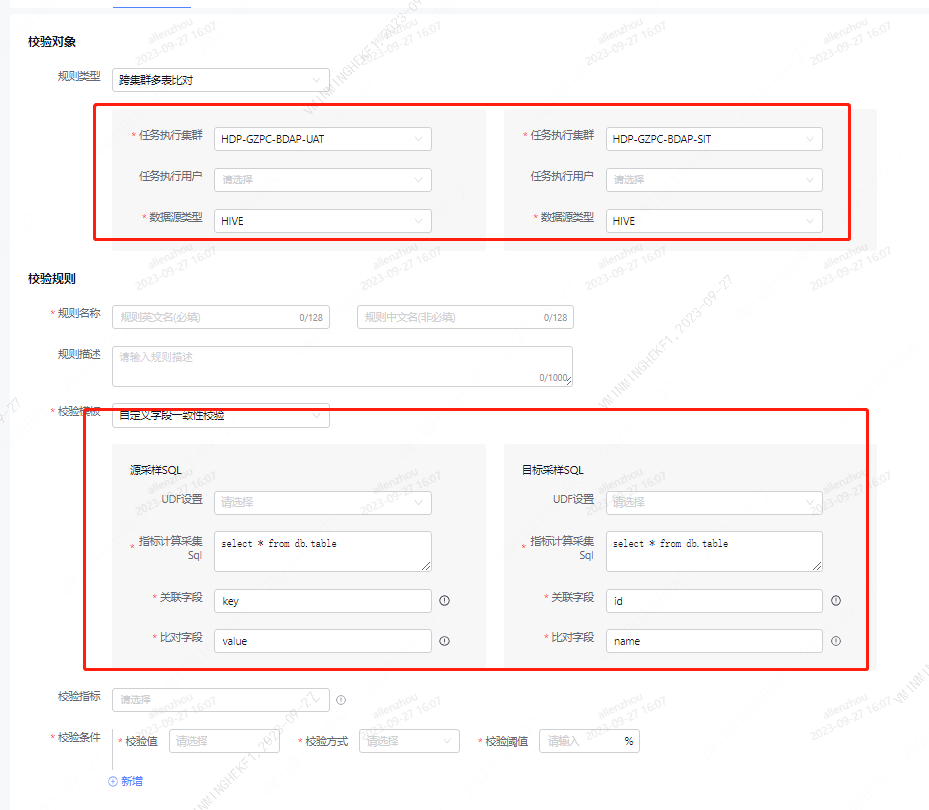 校验对象
规则类型 跨集群多表比对
* 任务执行集群 HDP-GZPC-BDAP-UAT * 任务执行集群 HDP-GZPC-BDAP-SIT
任务执行用户 请选择 任务执行用户 请选择
* 数据源类型 HIVE * 数据源类型 HIVE
校验规则
* 规则名称 规则英文名(必填) 0/128 规则中文名(非必填) 0/128
规则描述 请输入规则描述
0/1000
* 校验模板 自定义字段一致性校验
源采样SQL 目标采样SQL
UDF设置 请选择 UDF设置 请选择
* 指标计算采集 select * from db.table * 指标计算采集 select * from db.table
Sql Sql
* 关联字段 key * 关联字段 id
* 比对字段 value * 比对字段 name
校验指标 请选择
* 校验条件 * 校验值 请选择 * 校验方式 请选择 * 校验阈值 请输入 %
新增
allenzhou
2023-09-27 16:07